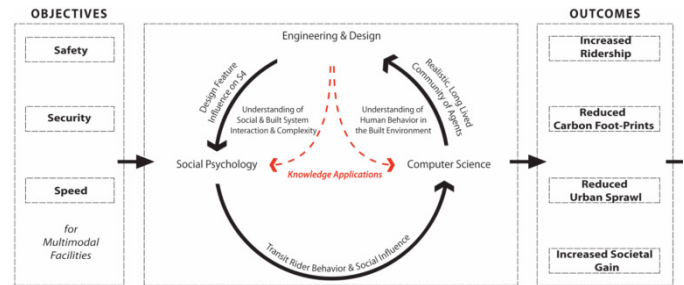 OBJECTIVES
Safety
Security
Speed
for
Multimodal
Facilities
Engineering & Design
Design Feature
Influence on S4
Realistic, Long Lived
Community of Agents
Understanding of
Social & Built System
Interaction & Complexity
Understanding of
Human Behavior in
the Built Environment
Social Psychology
Knowledge Applications
Computer Science
Transit Rider Behavior & Social Influence
OUTCOMES
Increased
Ridership
Reduced
Carbon Foot-Prints
Reduced
Urban Sprawl
Increased Societal
Gain